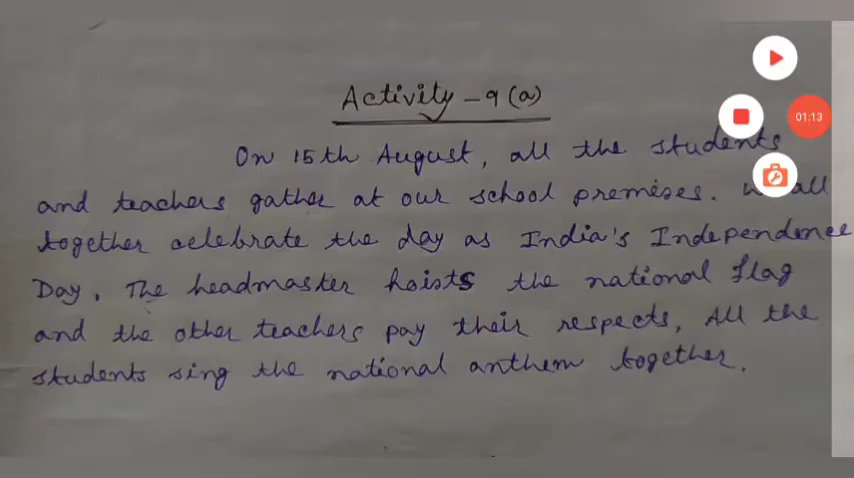 Activity - 9 (a)
01:13
On 15th August, all the students
and teachers gather at our school premises. all
together celebrate the day as India's Independence
Day. The headmaster hoists the national flag
and the other teachers pay their respects. All the
students sing the national anthem together.